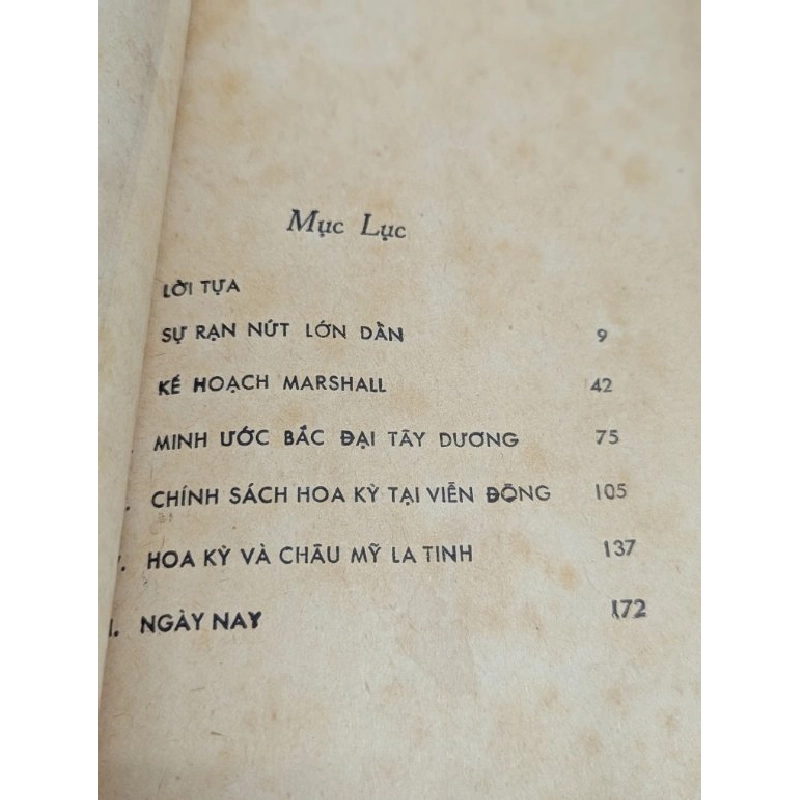 Mục Lục
LỜI TỰA
SỰ RẠN NỨT LỚN DẦN 9
KẾ HOẠCH MARSHALL 42
MINH ƯỚC BẮC ĐẠI TÂY DƯƠNG 75
CHÍNH SÁCH HOA KỲ TẠI VIỄN ĐÔNG 105
HOA KỲ VÀ CHÂU MỸ LA TINH 137
NGÀY NAY 172